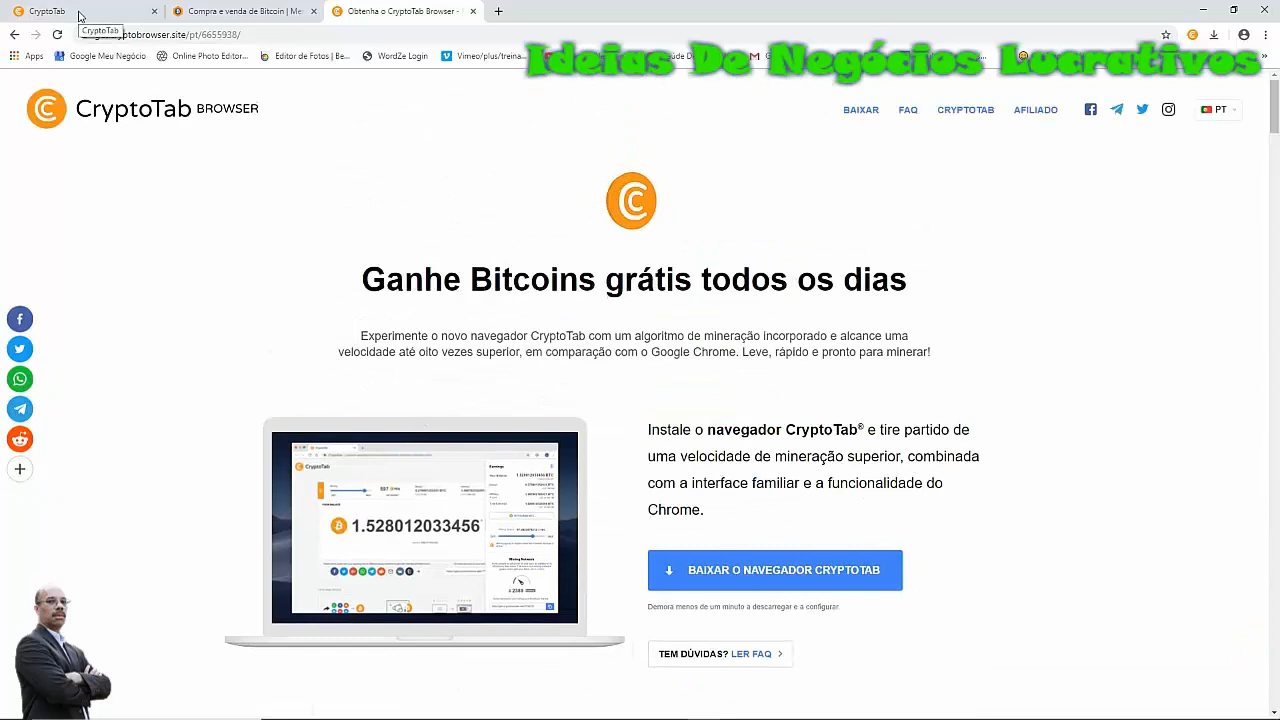 CryptoTab
Compra e venda de Bitcoin | Me
Obtenha o CryptoTab Browser -
CryptoTab
tobrowser.site/pt/6655938/
Apps
Google Meu Negócio
Online Photo Editor...
Editor de Fotos | Be...
WordZe Login
Vimeo/plus/treina...
Ideias De Negócios Lucrativos
CryptoTab BROWSER
BAIXAR
FAQ
CRYPTOTAB
AFILIADO
PT
Ganhe Bitcoins grátis todos os dias
Experimente o novo navegador CryptoTab com um algoritmo de mineração incorporado e alcance uma
velocidade até oito vezes superior, em comparação com o Google Chrome. Leve, rápido e pronto para minerar!
CryptoTab
1.528012033456
Instale o navegador CryptoTab® e tire partido de
uma velocidade de mineração superior, combinada
com a interface familiar e a funcionalidade do
Chrome.
BAIXAR O NAVEGADOR CRYPTOTAB
Demora menos de um minuto a descarregar e a configurar.
TEM DÚVIDAS? LER FAQ